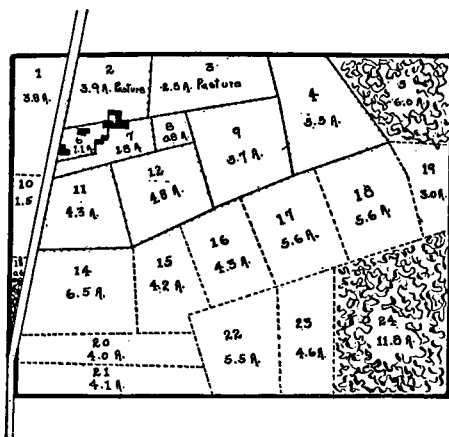 1
3.8 A.
2
3.9 A. Pasture
3
2.5 A. Pasture
4
5.5 A.
5
6.0 A.
6
1.1 A.
7
1.8 A.
8
0.8 A.
9
5.7 A.
10
1.5
11
4.3 A.
12
4.8 A.
14
6.5 A.
15
4.2 A.
16
4.3 A.
17
5.6 A.
18
5.6 A.
19
3.0 A.
20
4.0 A.
21
4.1 A.
22
5.5 A.
23
4.6 A.
24
11.8 A.